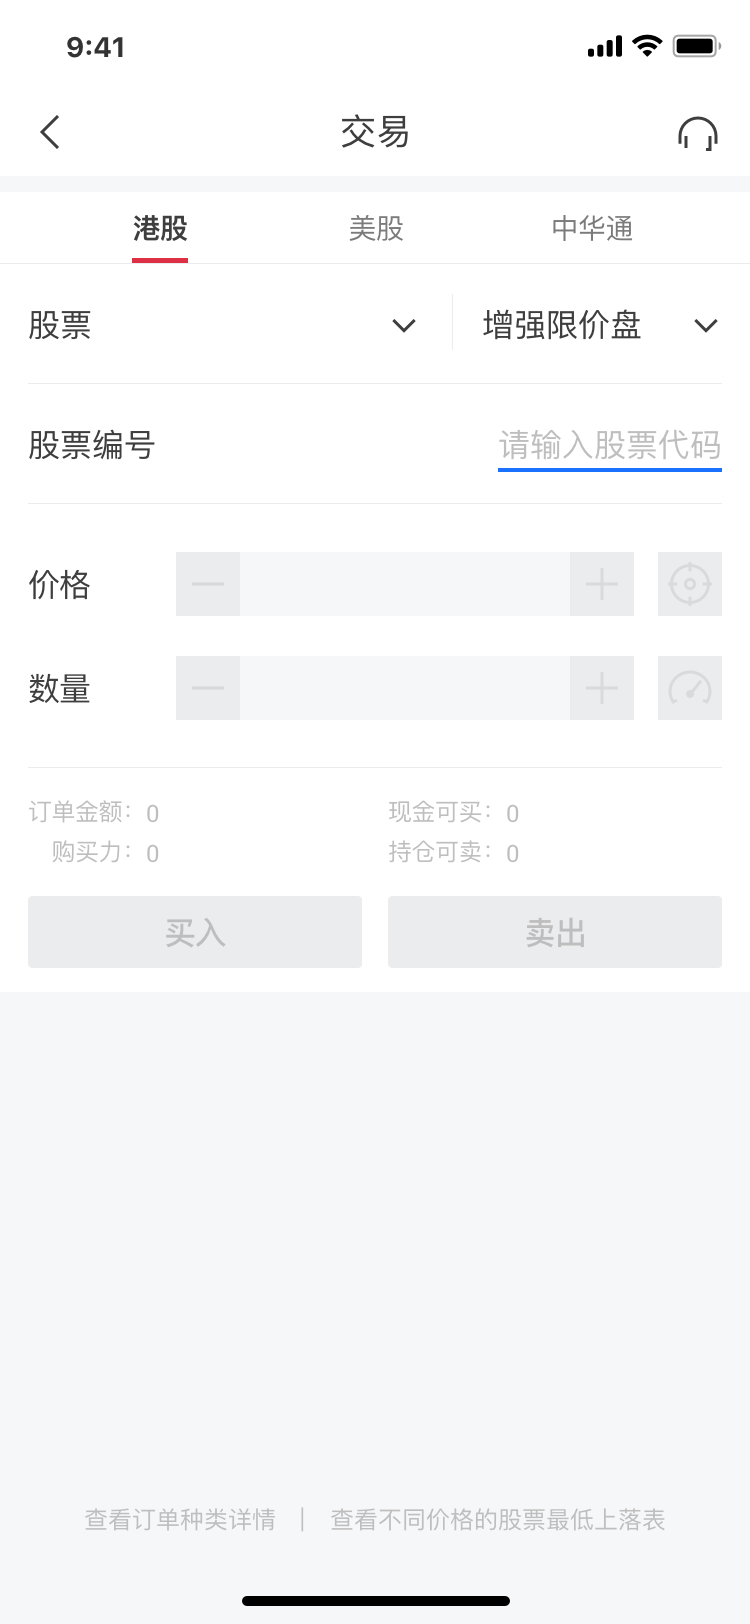 9:41
交易
港股 美股 中华通
股票 增强限价盘
股票编号 请输入股票代码
价格
数量
订单金额：0 现金可买：0
购买力：0 持仓可卖：0
买入 卖出
查看订单种类详情 | 查看不同价格的股票最低上落表